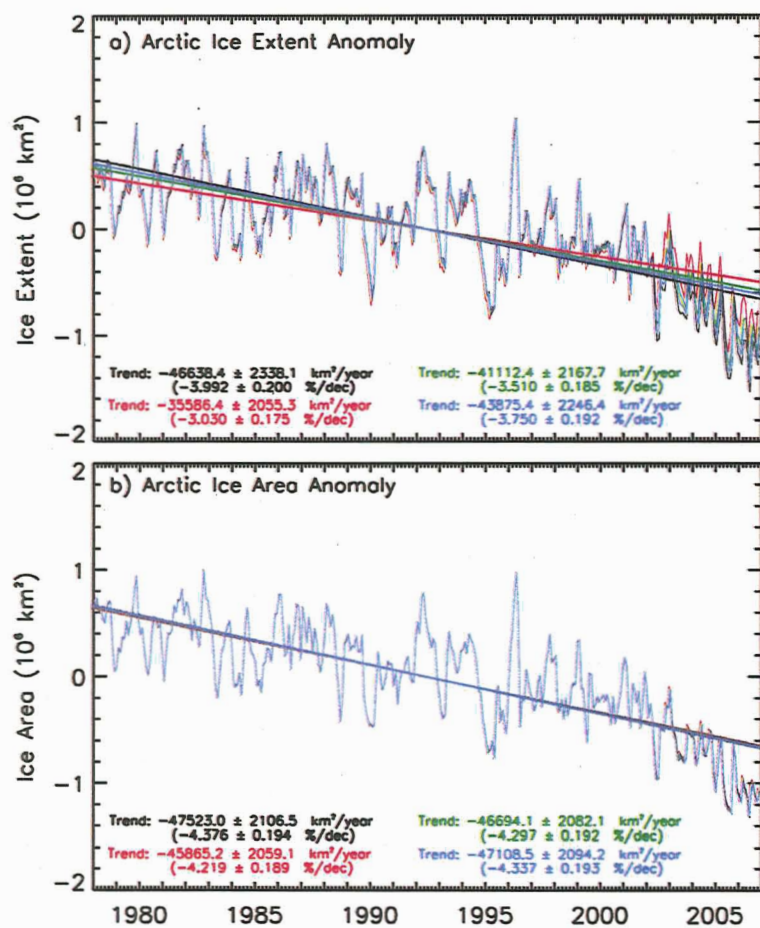 2
a) Arctic Ice Extent Anomaly
1
0
-1
-2
Ice Extent (10⁶ km²)
Trend: -46638.4 ± 2338.1 km²/year
(-3.992 ± 0.200 %/dec)
Trend: -41112.4 ± 2167.7 km²/year
(-3.510 ± 0.185 %/dec)
Trend: -35586.4 ± 2055.3 km²/year
(-3.030 ± 0.175 %/dec)
Trend: -43875.4 ± 2246.4 km²/year
(-3.750 ± 0.192 %/dec)
2
b) Arctic Ice Area Anomaly
1
0
-1
-2
Ice Area (10⁶ km²)
Trend: -47523.0 ± 2106.5 km²/year
(-4.376 ± 0.194 %/dec)
Trend: -46694.1 ± 2082.1 km²/year
(-4.297 ± 0.192 %/dec)
Trend: -45865.2 ± 2059.1 km²/year
(-4.219 ± 0.189 %/dec)
Trend: -47108.5 ± 2094.2 km²/year
(-4.337 ± 0.193 %/dec)
1980 1985 1990 1995 2000 2005